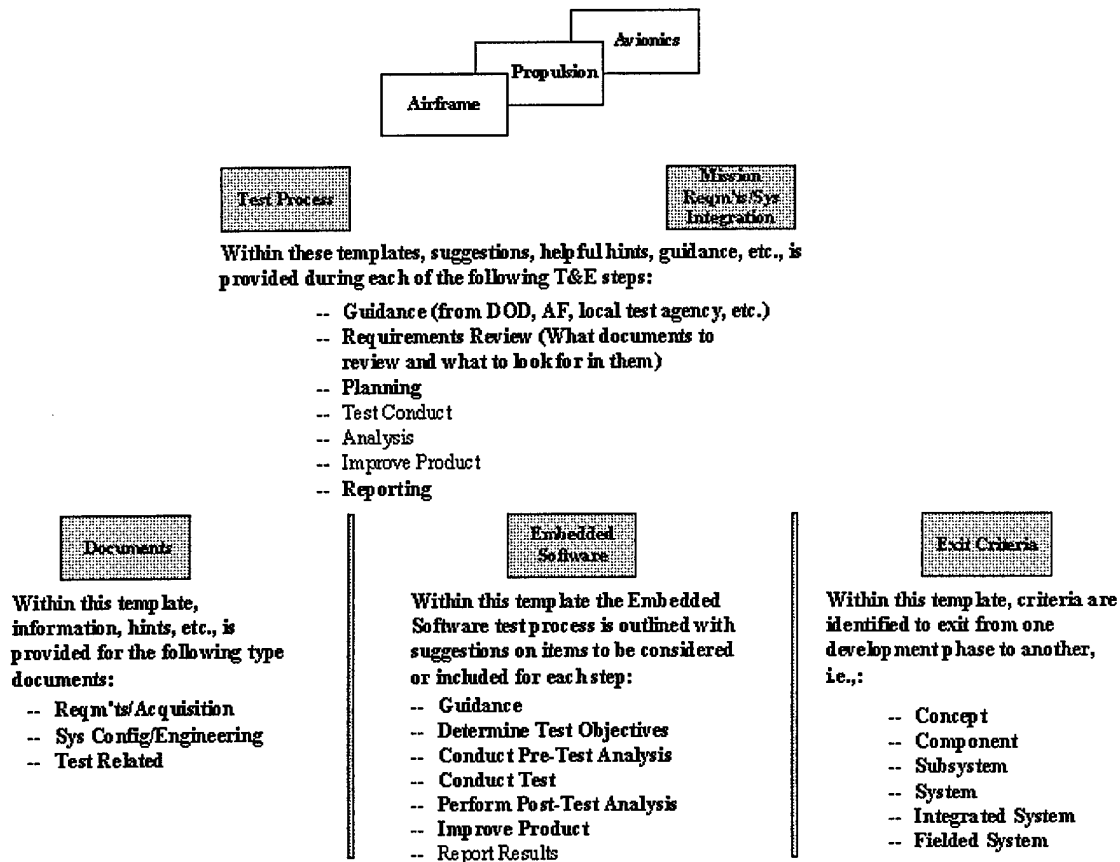 Avionics
Propulsion
Airframe
Test Process
Mission
Reqm'ts/Sys
Integration
Within these templates, suggestions, helpful hints, guidance, etc., is
provided during each of the following T&E steps:
-- Guidance (from DOD, AF, local test agency, etc.)
-- Requirements Review (What documents to
review and what to look for in them)
-- Planning
-- Test Conduct
-- Analysis
-- Improve Product
-- Reporting
Documents
Within this template,
information, hints, etc., is
provided for the following type
documents:
-- Reqm'ts/Acquisition
-- Sys Config/Engineering
-- Test Related
Embedded
Software
Within this template the Embedded
Software test process is outlined with
suggestions on items to be considered
or included for each step:
-- Guidance
-- Determine Test Objectives
-- Conduct Pre-Test Analysis
-- Conduct Test
-- Perform Post-Test Analysis
-- Improve Product
-- Report Results
Exit Criteria
Within this template, criteria are
identified to exit from one
development phase to another,
i.e.,:
-- Concept
-- Component
-- Subsystem
-- System
-- Integrated System
-- Fielded System